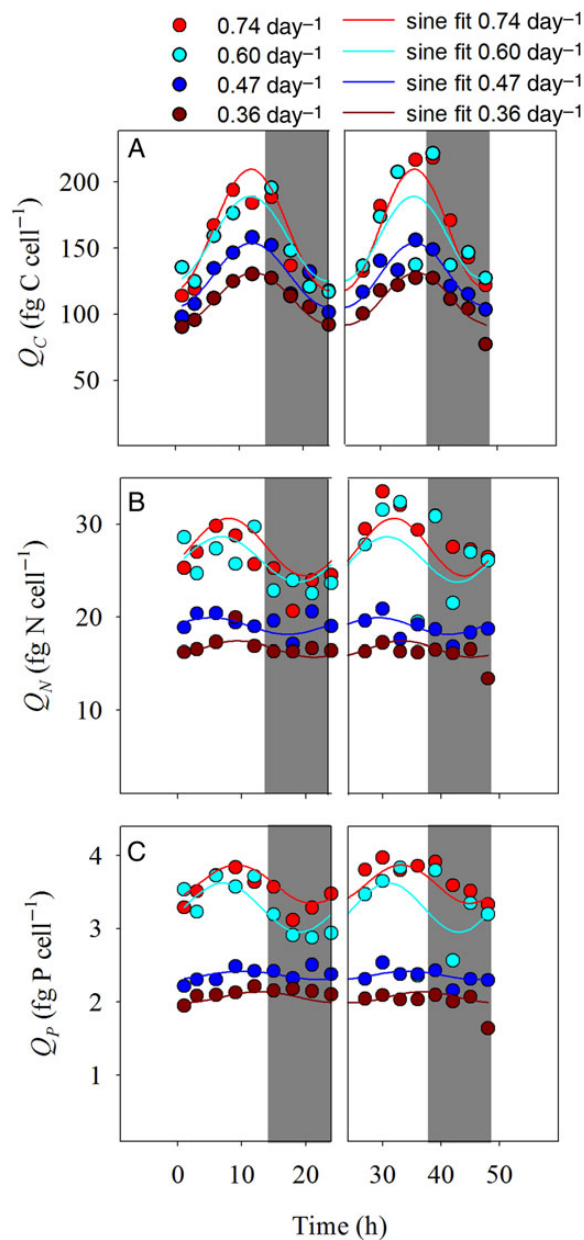 0.74 day⁻¹ sine fit 0.74 day⁻¹
0.60 day⁻¹ sine fit 0.60 day⁻¹
0.47 day⁻¹ sine fit 0.47 day⁻¹
0.36 day⁻¹ sine fit 0.36 day⁻¹
A
200
150
100
50
Q_C (fg C cell⁻¹)
B
30
20
10
Q_N (fg N cell⁻¹)
C
4
3
2
1
Q_P (fg P cell⁻¹)
0 10 20 30 40 50
Time (h)